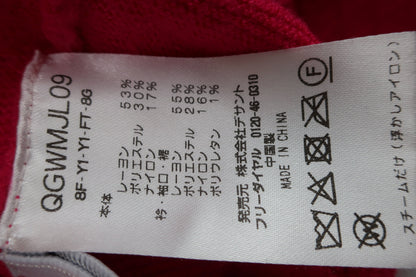 QGWMJL09
8F-Y1-Y1-FT-8G
本体
レーヨン 53%
ポリエステル 30%
ナイロン 17%
衿・袖口・裾
レーヨン 55%
ポリエステル 28%
ナイロン 16%
ポリウレタン 1%
発売元 株式会社デサント
フリーダイヤル 0120-46-0310
中国製
MADE IN CHINA
F
W
スチームだけ(浮かしアイロン)